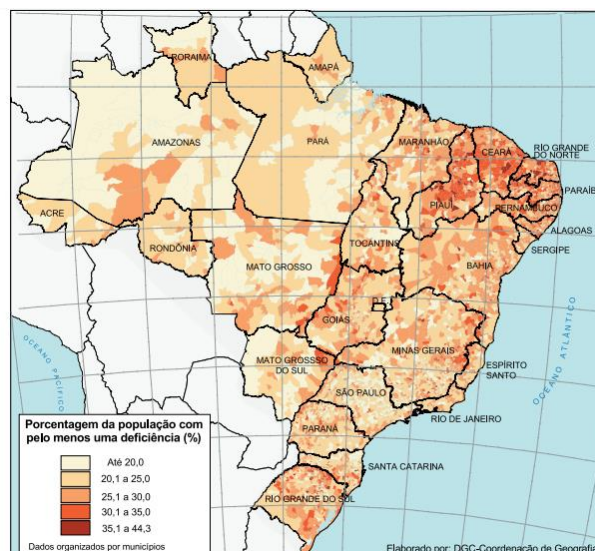 RORAIMA
AMAPÁ
AMAZONAS
PARÁ
MARANHÃO
CEARÁ
RIO GRANDE
DO NORTE
PARAÍB
PIAUÍ
PERNAMBUCO
ACRE
ALAGOAS
SERGIPE
TOCANTINS
RONDÔNIA
MATO GROSSO
BAHIA
D.F.
GOIÁS
MINAS GERAIS
MATO GROSSSO
DO SUL
ESPÍRITO
SANTO
SÃO PAULO
RIO DE JANEIRO
PARANÁ
SANTA CATARINA
RIO GRANDE DO SUL
OCEANO PACÍFICO
OCEANO ATLÂNTICO
Porcentagem da população com
pelo menos uma deficiência (%)
Até 20,0
20,1 a 25,0
25,1 a 30,0
30,1 a 35,0
35,1 a 44,3
Dados organizados por municípios
Elaborado por: DGC-Coordenação de Geografia